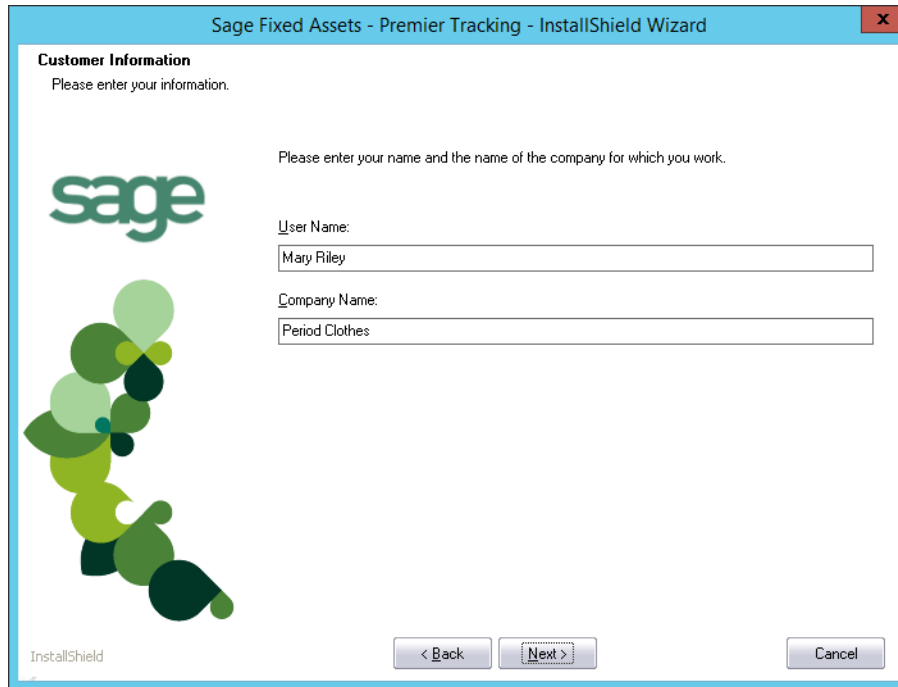 Sage Fixed Assets - Premier Tracking - InstallShield Wizard
x
Customer Information
Please enter your information.
Please enter your name and the name of the company for which you work.
sage
User Name:
Mary Riley
Company Name:
Period Clothes
InstallShield
< Back
Next >
Cancel